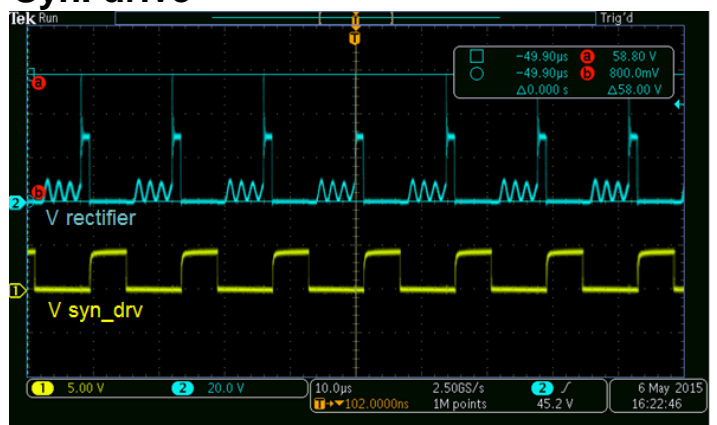 Tek Run
Trig'd
T
−49.90µs a 58.80 V
−49.90µs b 800.0mV
Δ0.000 s Δ58.00 V
a
b
2
V rectifier
1
V syn_drv
1 5.00 V 2 20.0 V
10.0µs 2.50GS/s 2
T→▼102.0000ns 1M points 45.2 V
6 May 2015
16:22:46